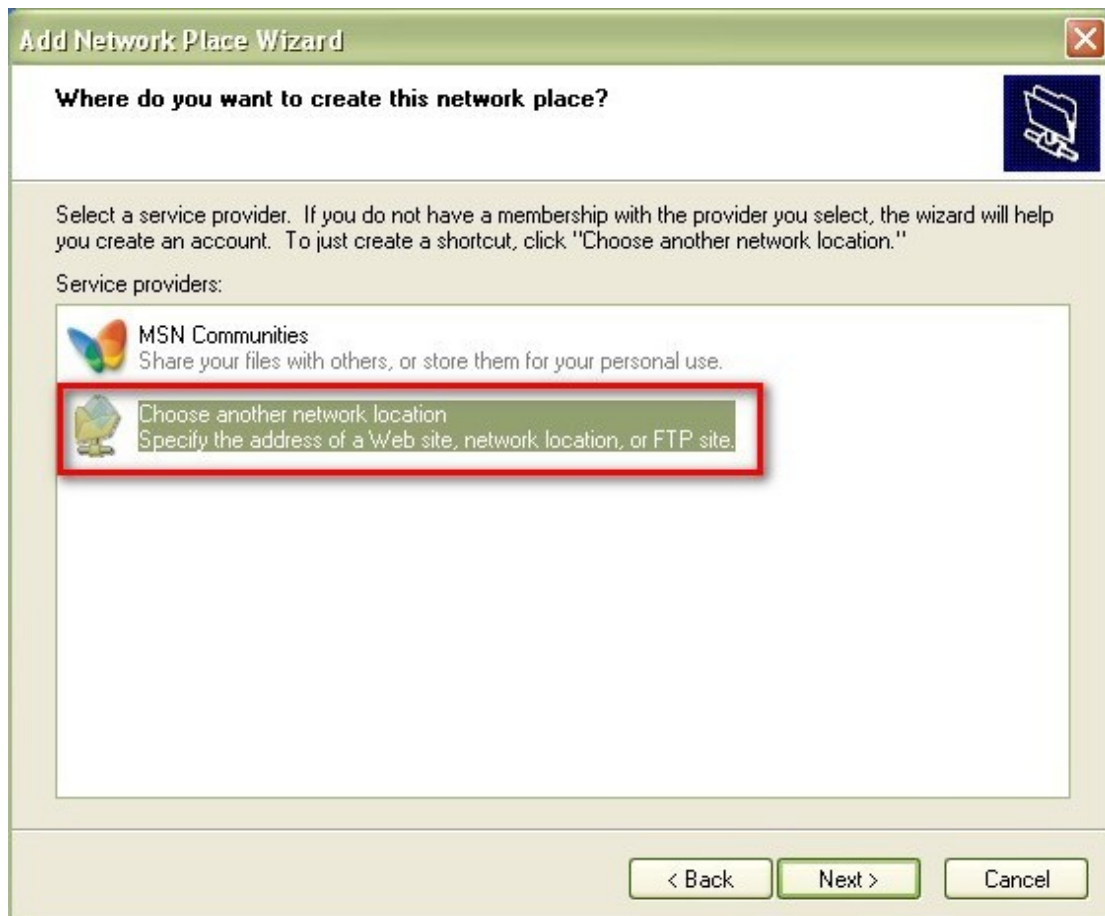 Add Network Place Wizard
Where do you want to create this network place?
Select a service provider.  If you do not have a membership with the provider you select, the wizard will help
you create an account.  To just create a shortcut, click "Choose another network location."
Service providers:
MSN Communities
Share your files with others, or store them for your personal use.
Choose another network location
Specify the address of a Web site, network location, or FTP site.
< Back
Next >
Cancel